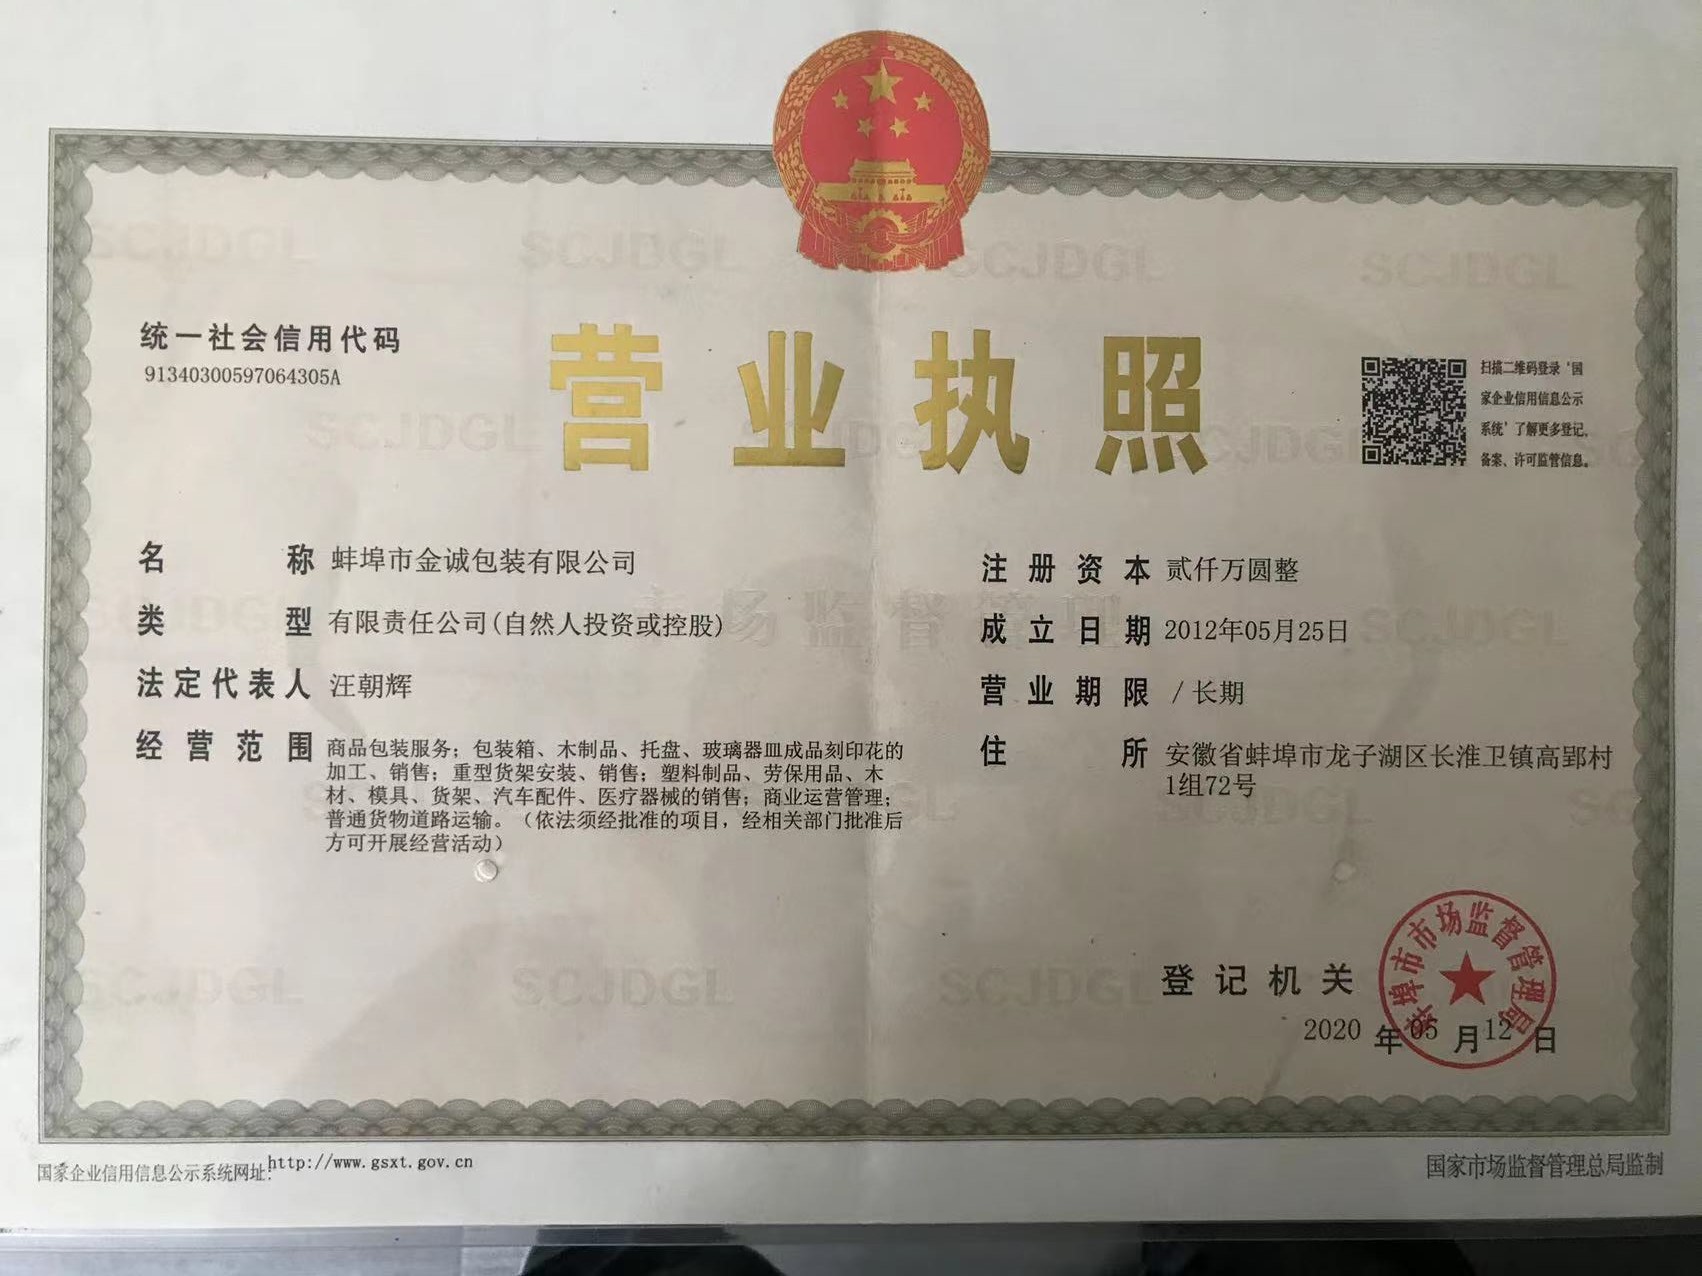 统一社会信用代码
91340300597064305A
营业执照
扫描二维码登录‘国
家企业信用信息公示
系统’了解更多登记、
备案、许可监管信息。
名称 蚌埠市金诚包装有限公司
类型 有限责任公司(自然人投资或控股)
法定代表人 汪朝辉
经营范围 商品包装服务；包装箱、木制品、托盘、玻璃器皿成品刻印花的
加工、销售；重型货架安装、销售；塑料制品、劳保用品、木
材、模具、货架、汽车配件、医疗器械的销售；商业运营管理；
普通货物道路运输。（依法须经批准的项目，经相关部门批准后
方可开展经营活动）
注册资本 贰仟万圆整
成立日期 2012年05月25日
营业期限 / 长期
住所 安徽省蚌埠市龙子湖区长淮卫镇高郢村
1组72号
登记机关
蚌埠市市场监督管理局
2020 年 05 月 12 日
国家企业信用信息公示系统网址:http://www.gsxt.gov.cn
国家市场监督管理总局监制
SCJDGL
市场监督管理